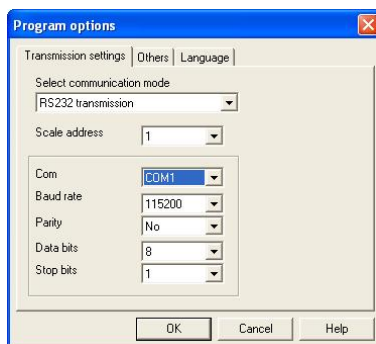 Program options
Transmission settings Others Language
Select communication mode
RS232 transmission
Scale address 1
Com COM1
Baud rate 115200
Parity No
Data bits 8
Stop bits 1
OK Cancel Help